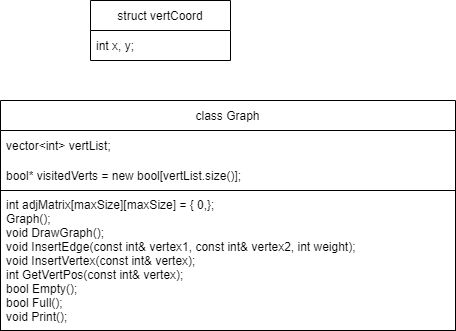 struct vertCoord
int x, y;
class Graph
vector<int> vertList;
bool* visitedVerts = new bool[vertList.size()];
int adjMatrix[maxSize][maxSize] = { 0,};
Graph();
void DrawGraph();
void InsertEdge(const int& vertex1, const int& vertex2, int weight);
void InsertVertex(const int& vertex);
int GetVertPos(const int& vertex);
bool Empty();
bool Full();
void Print();